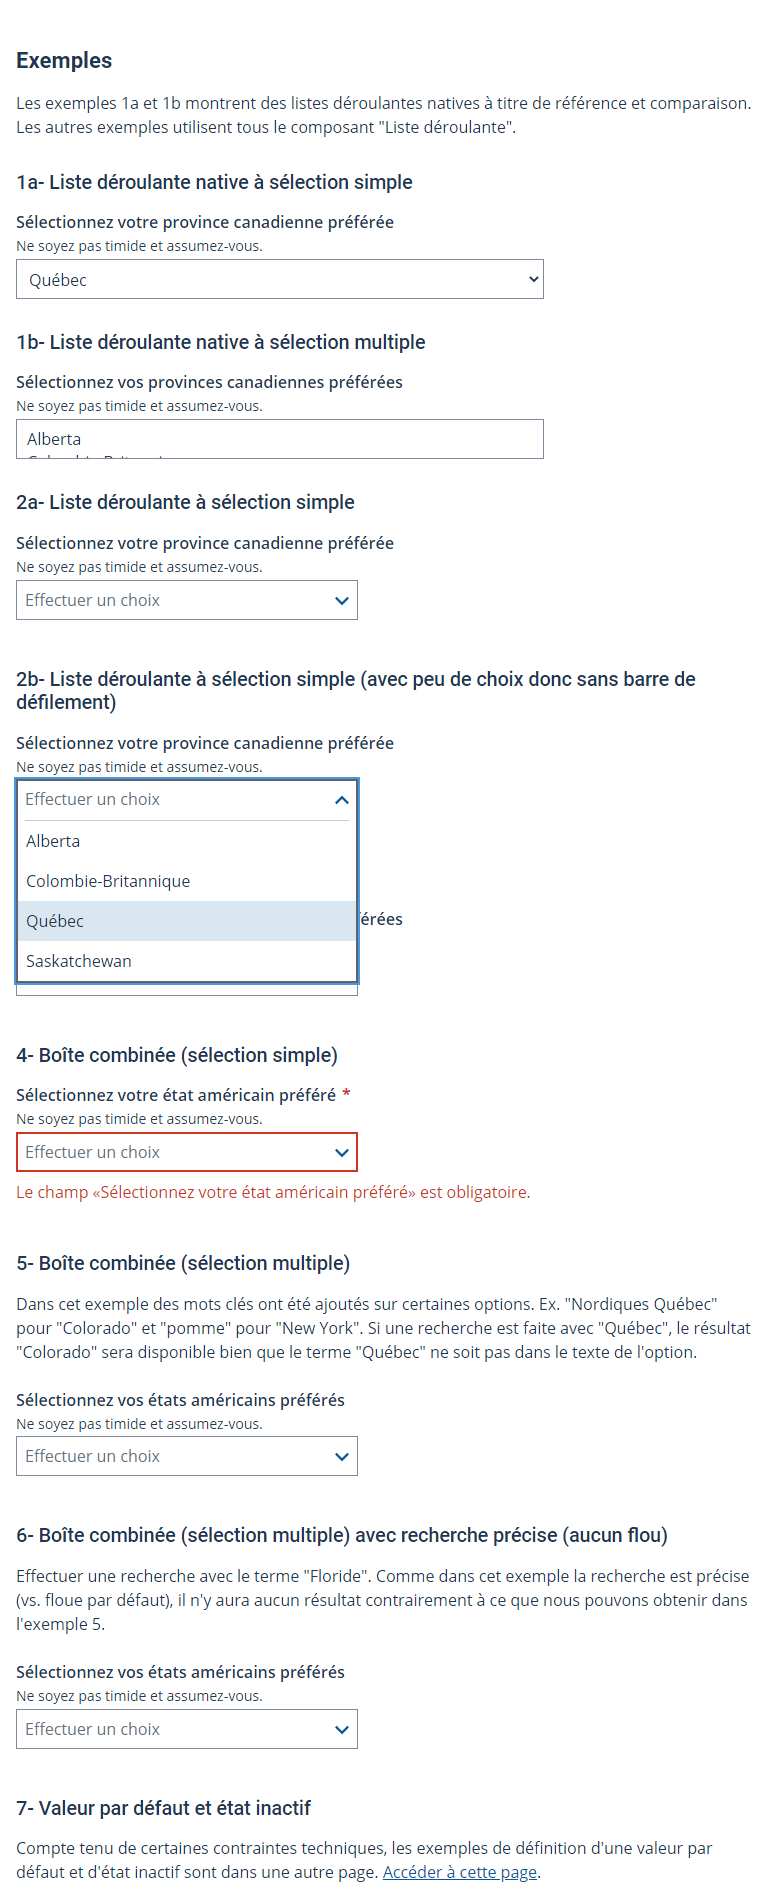 Exemples
Les exemples 1a et 1b montrent des listes déroulantes natives à titre de référence et comparaison.
Les autres exemples utilisent tous le composant "Liste déroulante".
1a- Liste déroulante native à sélection simple
Sélectionnez votre province canadienne préférée
Ne soyez pas timide et assumez-vous.
Québec
1b- Liste déroulante native à sélection multiple
Sélectionnez vos provinces canadiennes préférées
Ne soyez pas timide et assumez-vous.
Alberta
2a- Liste déroulante à sélection simple
Sélectionnez votre province canadienne préférée
Ne soyez pas timide et assumez-vous.
Effectuer un choix
2b- Liste déroulante à sélection simple (avec peu de choix donc sans barre de
défilement)
Sélectionnez votre province canadienne préférée
Ne soyez pas timide et assumez-vous.
Effectuer un choix
Alberta
Colombie-Britannique
Québec
Saskatchewan
4- Boîte combinée (sélection simple)
Sélectionnez votre état américain préféré *
Ne soyez pas timide et assumez-vous.
Effectuer un choix
Le champ «Sélectionnez votre état américain préféré» est obligatoire.
5- Boîte combinée (sélection multiple)
Dans cet exemple des mots clés ont été ajoutés sur certaines options. Ex. "Nordiques Québec"
pour "Colorado" et "pomme" pour "New York". Si une recherche est faite avec "Québec", le résultat
"Colorado" sera disponible bien que le terme "Québec" ne soit pas dans le texte de l'option.
Sélectionnez vos états américains préférés
Ne soyez pas timide et assumez-vous.
Effectuer un choix
6- Boîte combinée (sélection multiple) avec recherche précise (aucun flou)
Effectuer une recherche avec le terme "Floride". Comme dans cet exemple la recherche est précise
(vs. floue par défaut), il n'y aura aucun résultat contrairement à ce que nous pouvons obtenir dans
l'exemple 5.
Sélectionnez vos états américains préférés
Ne soyez pas timide et assumez-vous.
Effectuer un choix
7- Valeur par défaut et état inactif
Compte tenu de certaines contraintes techniques, les exemples de définition d'une valeur par
défaut et d'état inactif sont dans une autre page. Accéder à cette page.